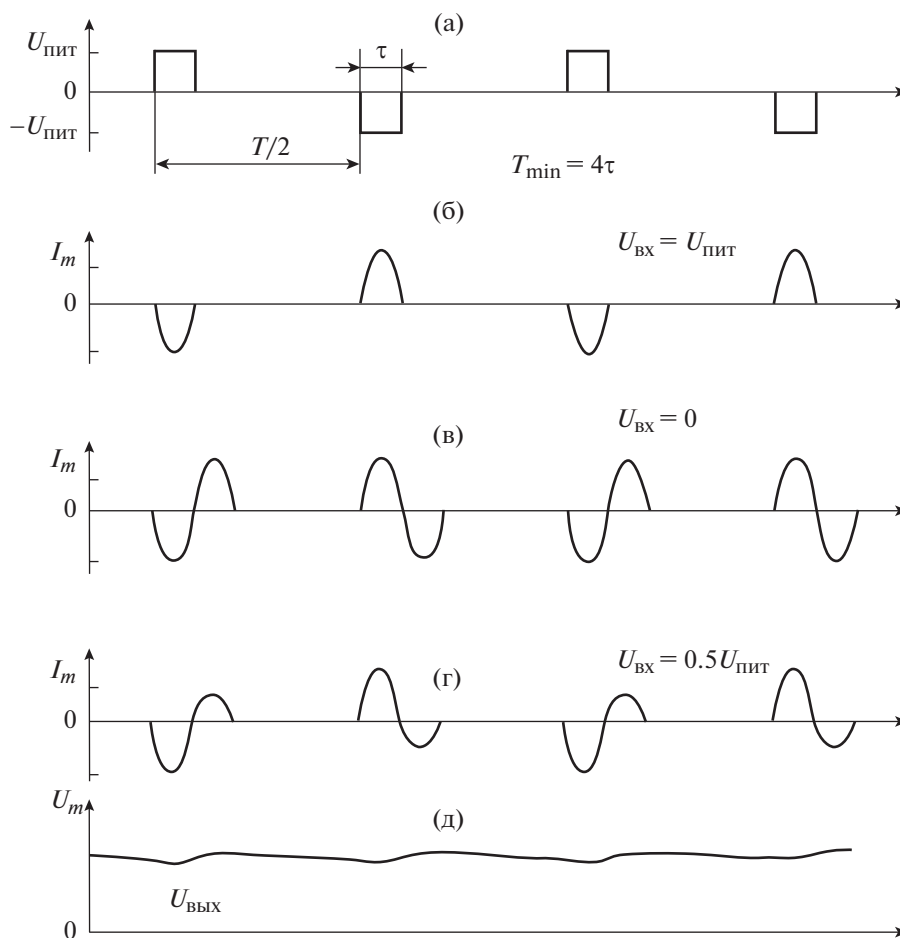 (а)
U_пит
τ
0
−U_пит
T/2
T_min = 4τ
(б)
I_m
U_вх = U_пит
0
U_вх = 0
(в)
I_m
0
I_m
(г)
U_вх = 0.5U_пит
0
U_m
(д)
U_вых
0